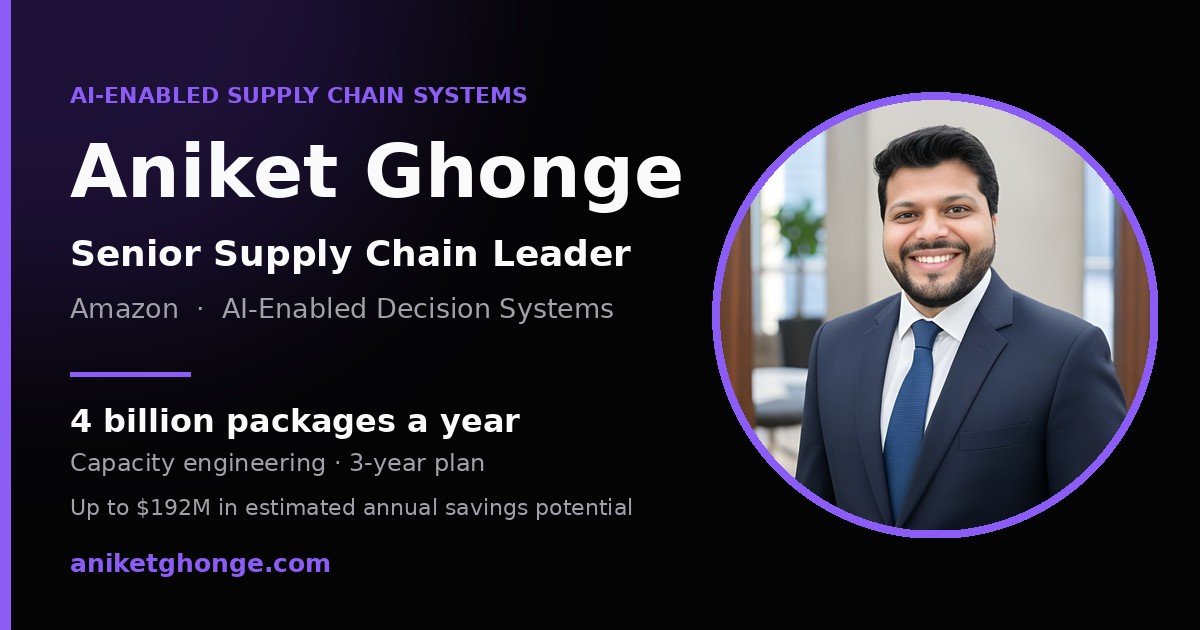 AI-ENABLED SUPPLY CHAIN SYSTEMS
Aniket Ghonge
Senior Supply Chain Leader
Amazon · AI-Enabled Decision Systems
4 billion packages a year
Capacity engineering · 3-year plan
Up to $192M in estimated annual savings potential
aniketghonge.com